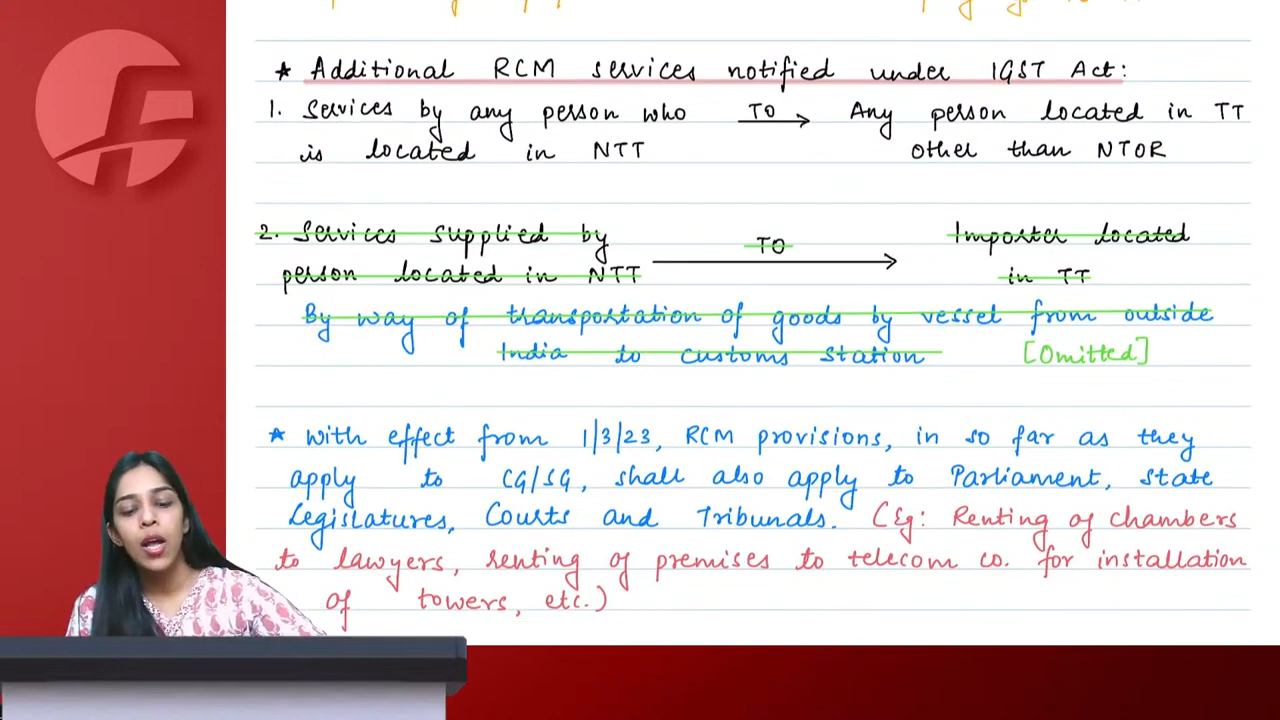 * Additional RCM services notified under IGST Act:
1. Services by any person who TO Any person located in TT
is located in NTT other than NTOR
2. Services supplied by TO Importer located
person located in NTT in TT
By way of transportation of goods by vessel from outside
India to customs station [Omitted]
* With effect from 1/3/23, RCM provisions, in so far as they
apply to CG/SG, shall also apply to Parliament, State
Legislatures, Courts and Tribunals. (Eg: Renting of chambers
to lawyers, renting of premises to telecom co. for installation
of towers, etc.)